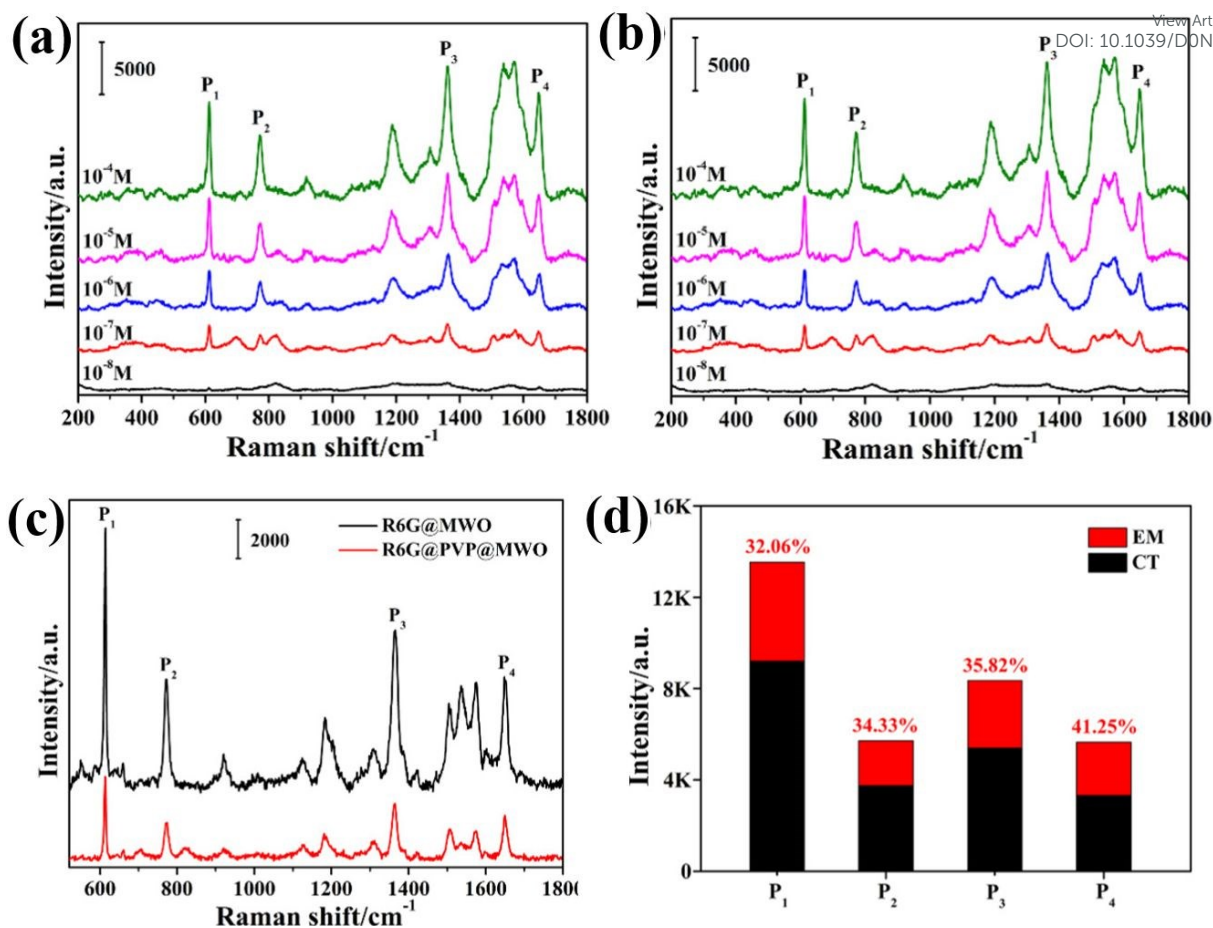 View Art
DOI: 10.1039/D0N
(a)
5000
P1
P2
P3
P4
10-4M
10-5M
10-6M
10-7M
10-8M
Intensity/a.u.
200 400 600 800 1000 1200 1400 1600 1800
Raman shift/cm-1
(b)
5000
P1
P2
P3
P4
10-4M
10-5M
10-6M
10-7M
10-8M
Intensity/a.u.
200 400 600 800 1000 1200 1400 1600 1800
Raman shift/cm-1
(c)
P1
2000
R6G@MWO
R6G@PVP@MWO
P2
P3
P4
Intensity/a.u.
600 800 1000 1200 1400 1600 1800
Raman shift/cm-1
(d)
16K
12K
8K
4K
0
Intensity/a.u.
EM
CT
32.06%
34.33%
35.82%
41.25%
P1 P2 P3 P4